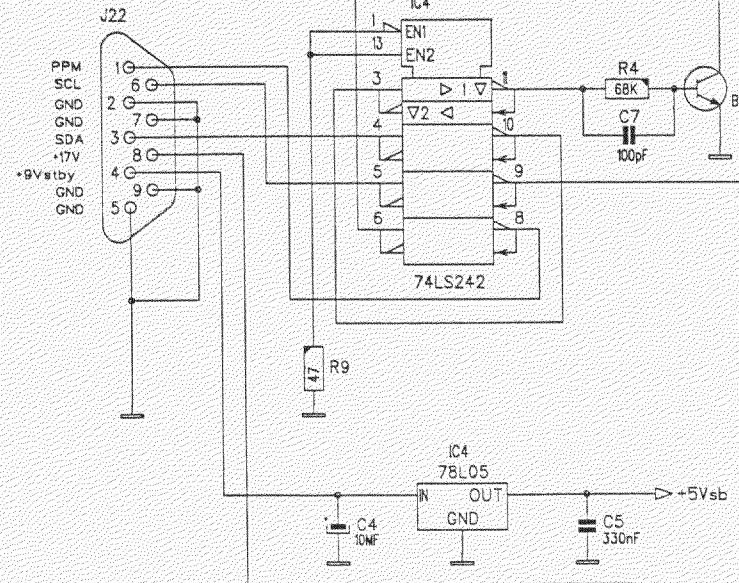 IC4
J22
1
EN1
13
EN2
PPM 1
SCL 6
GND 2
GND 7
SDA 3
+17V 8
+9Vstby 4
GND 9
GND 5
3
1
2
4
10
5
9
6
8
74LS242
R4
68K
C7
100pF
B
47
R9
IC4
78L05
IN OUT
GND
+5Vsb
C4
10MF
C5
330nF